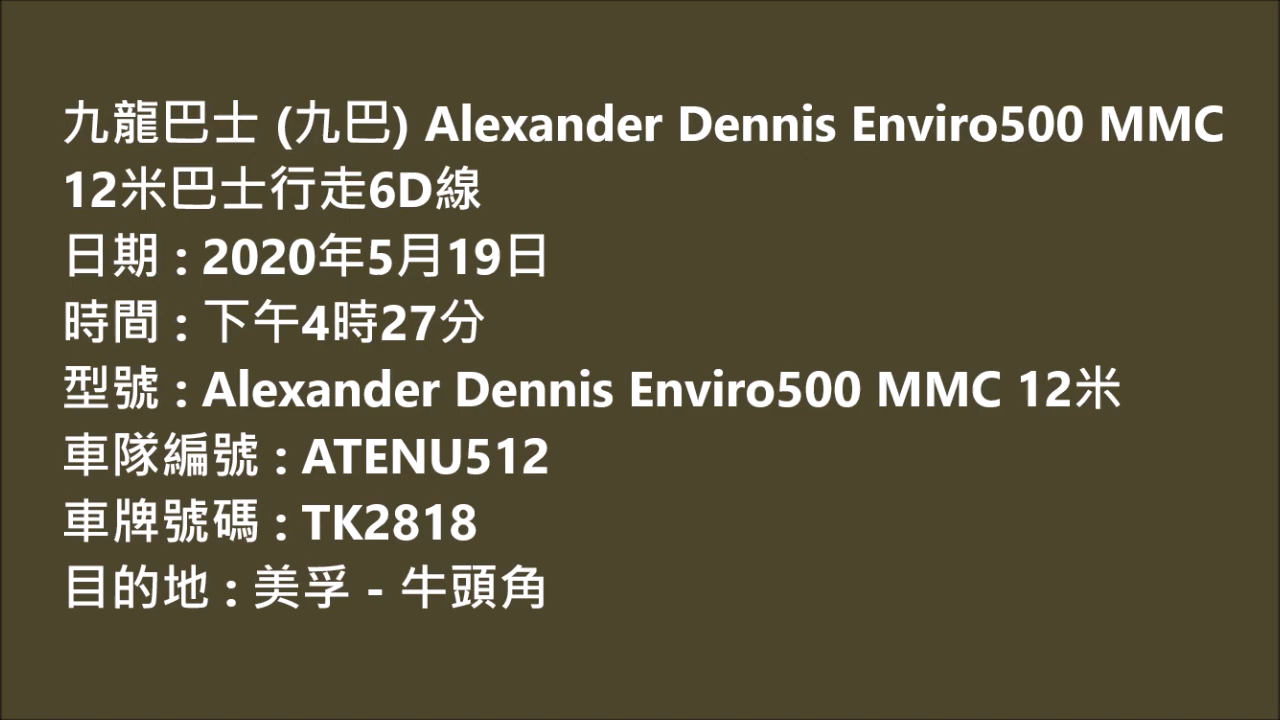 九龍巴士 (九巴) Alexander Dennis Enviro500 MMC
12米巴士行走6D線
日期 : 2020年5月19日
時間 : 下午4時27分
型號 : Alexander Dennis Enviro500 MMC 12米
車隊編號 : ATENU512
車牌號碼 : TK2818
目的地 : 美孚 - 牛頭角